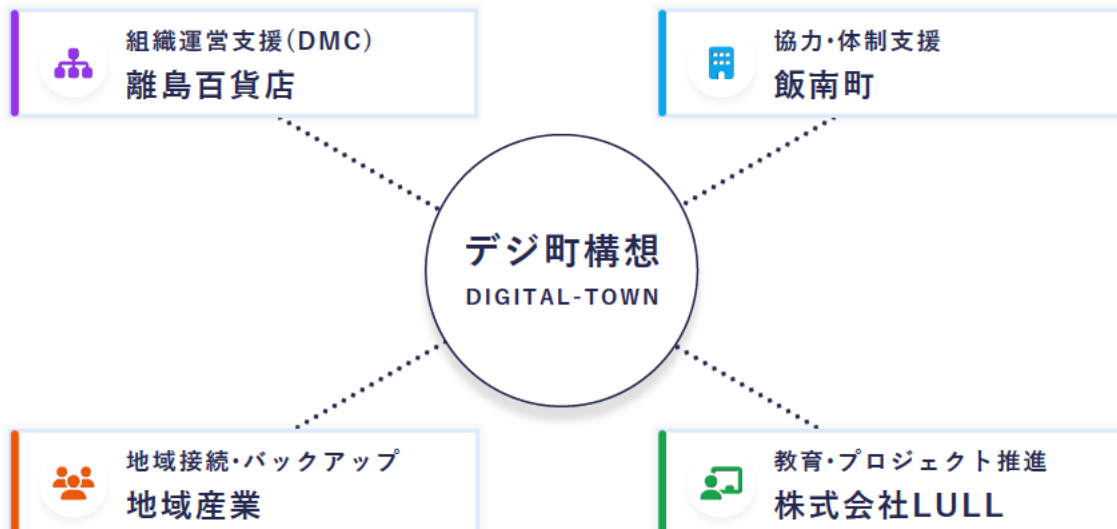 組織運営支援(DMC)
離島百貨店
協力・体制支援
飯南町
デジ町構想
DIGITAL-TOWN
地域接続・バックアップ
地域産業
教育・プロジェクト推進
株式会社LULL